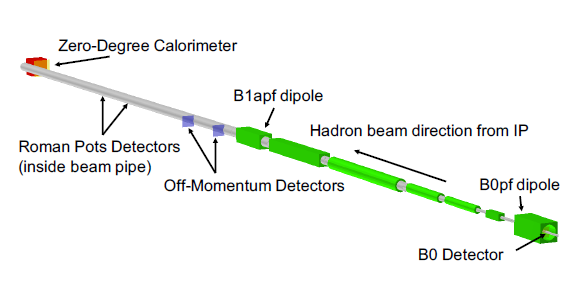 Zero-Degree Calorimeter
B1apf dipole
Hadron beam direction from IP
Roman Pots Detectors
(inside beam pipe)
Off-Momentum Detectors
B0pf dipole
B0 Detector